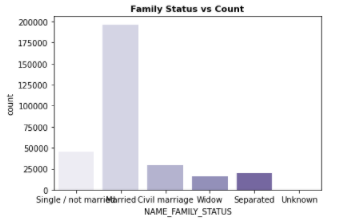 Family Status vs Count
200000
175000
150000
125000
100000
75000
50000
25000
0
count
Single / not married Married Civil marriage Widow Separated Unknown
NAME_FAMILY_STATUS